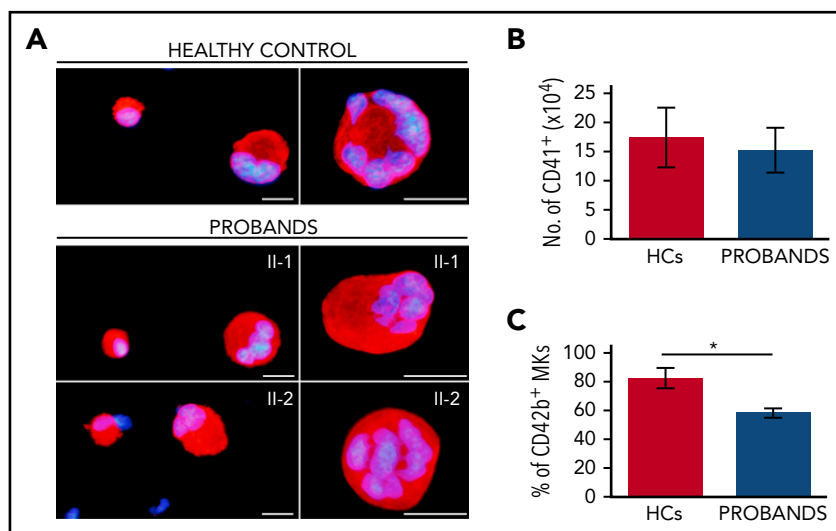 A
HEALTHY CONTROL
PROBANDS
II-1
II-1
II-2
II-2
B
No. of CD41⁺ (x10⁴)
25
20
15
10
5
0
HCs
PROBANDS
C
% of CD42b⁺ MKs
100
80
60
40
20
0
*
HCs
PROBANDS